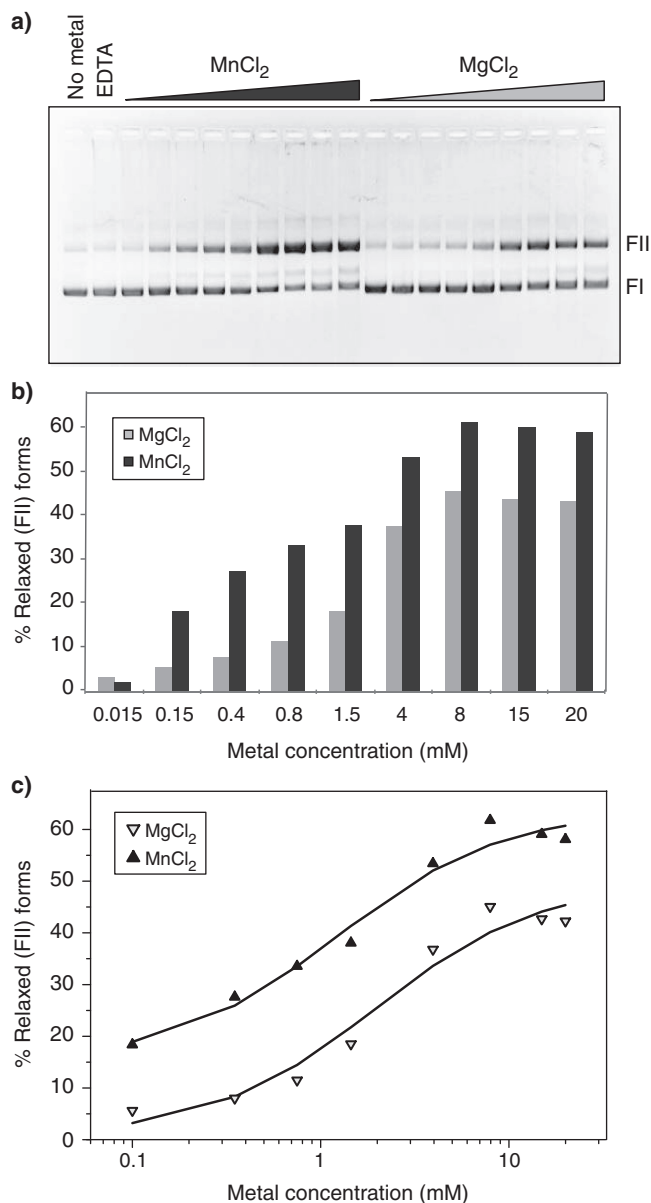 a)
No metal
EDTA
MnCl₂
MgCl₂
FII
FI
b)
% Relaxed (FII) forms
60
50
40
30
20
10
0
MgCl₂
MnCl₂
0.015 0.15 0.4 0.8 1.5 4 8 15 20
Metal concentration (mM)
c)
% Relaxed (FII) forms
60
50
40
30
20
10
0
MgCl₂
MnCl₂
0.1 1 10
Metal concentration (mM)